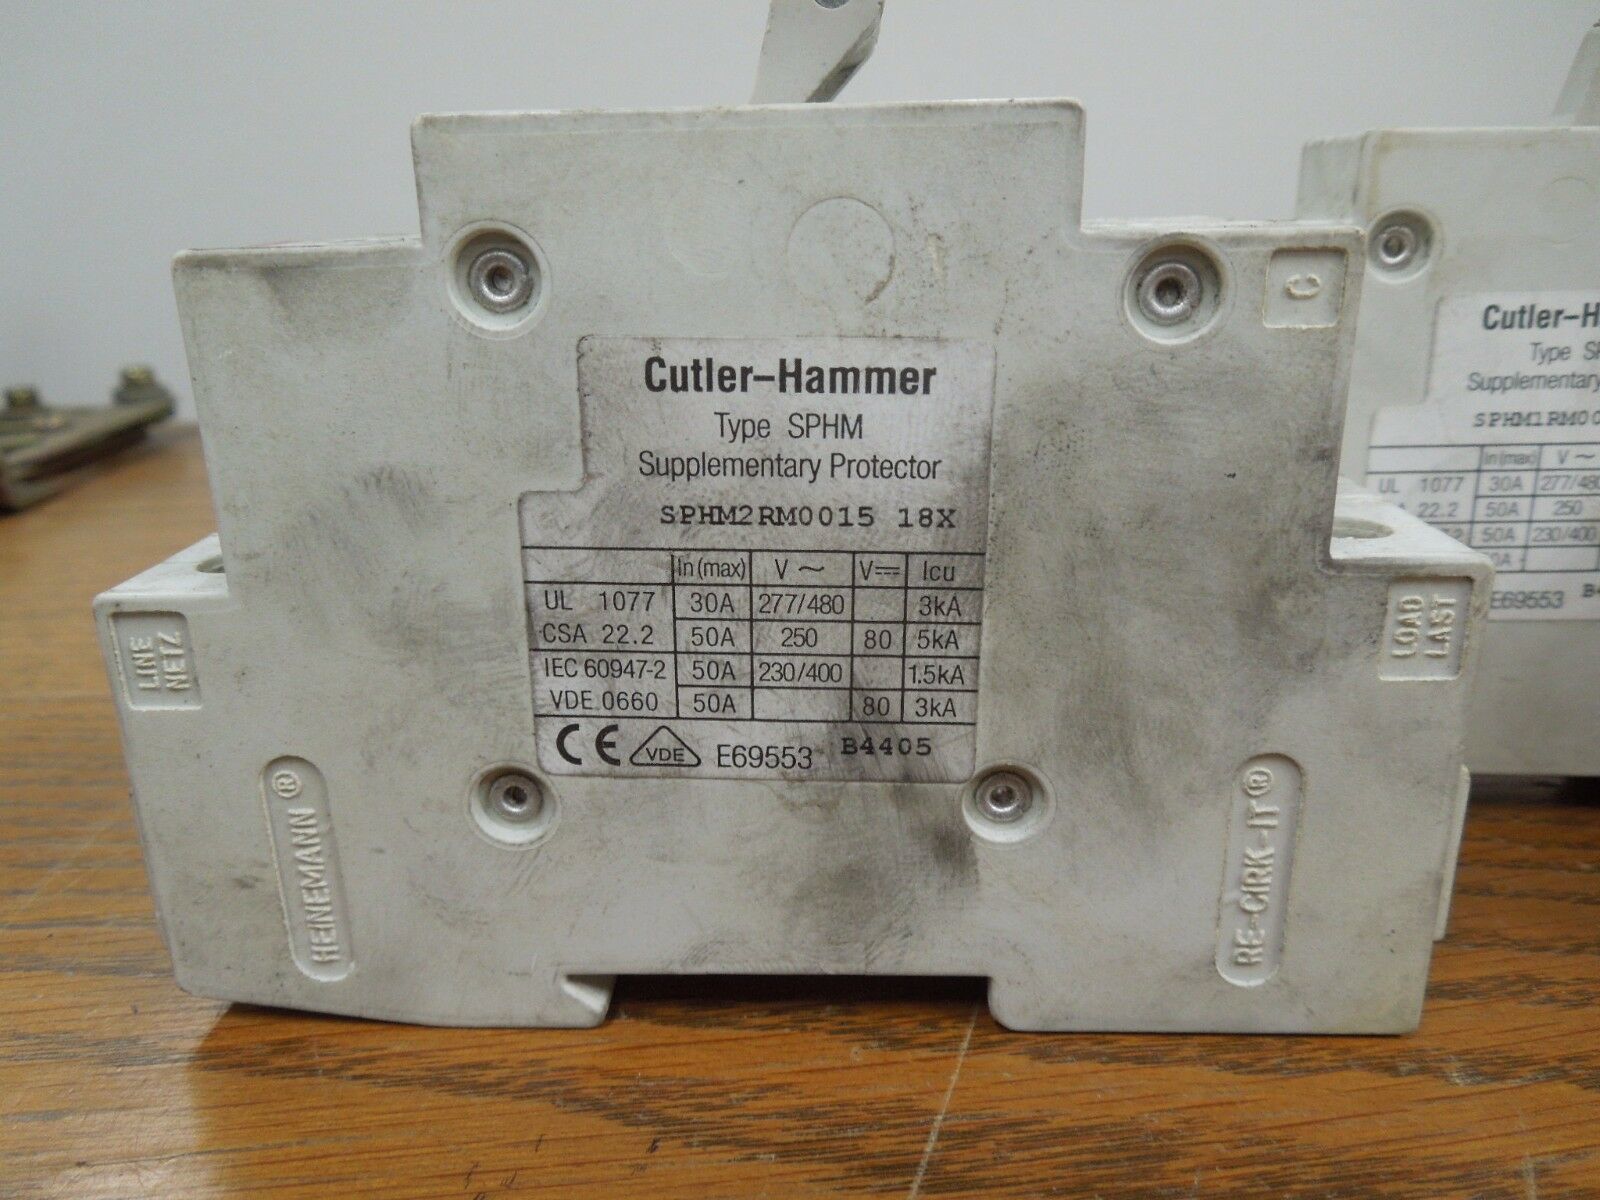 C
Cutler–Hammer
Type SPHM
Supplementary Protector
SPHM2RM0015 18X
In (max) V ~ V⎓ Icu
UL 1077 30A 277/480 3kA
CSA 22.2 50A 250 80 5kA
IEC 60947-2 50A 230/400 1.5kA
VDE 0660 50A 80 3kA
CE VDE E69553 B4405
LINE
NETZ
LOAD
LAST
HEINEMANN ®
RE-CIRK-IT®
Cutler–H
Type
Supplementary
SPHM1RM00
In (max) V ~
UL 1077 30A 277/480
22.2 50A 250
50A 230/400
E69553